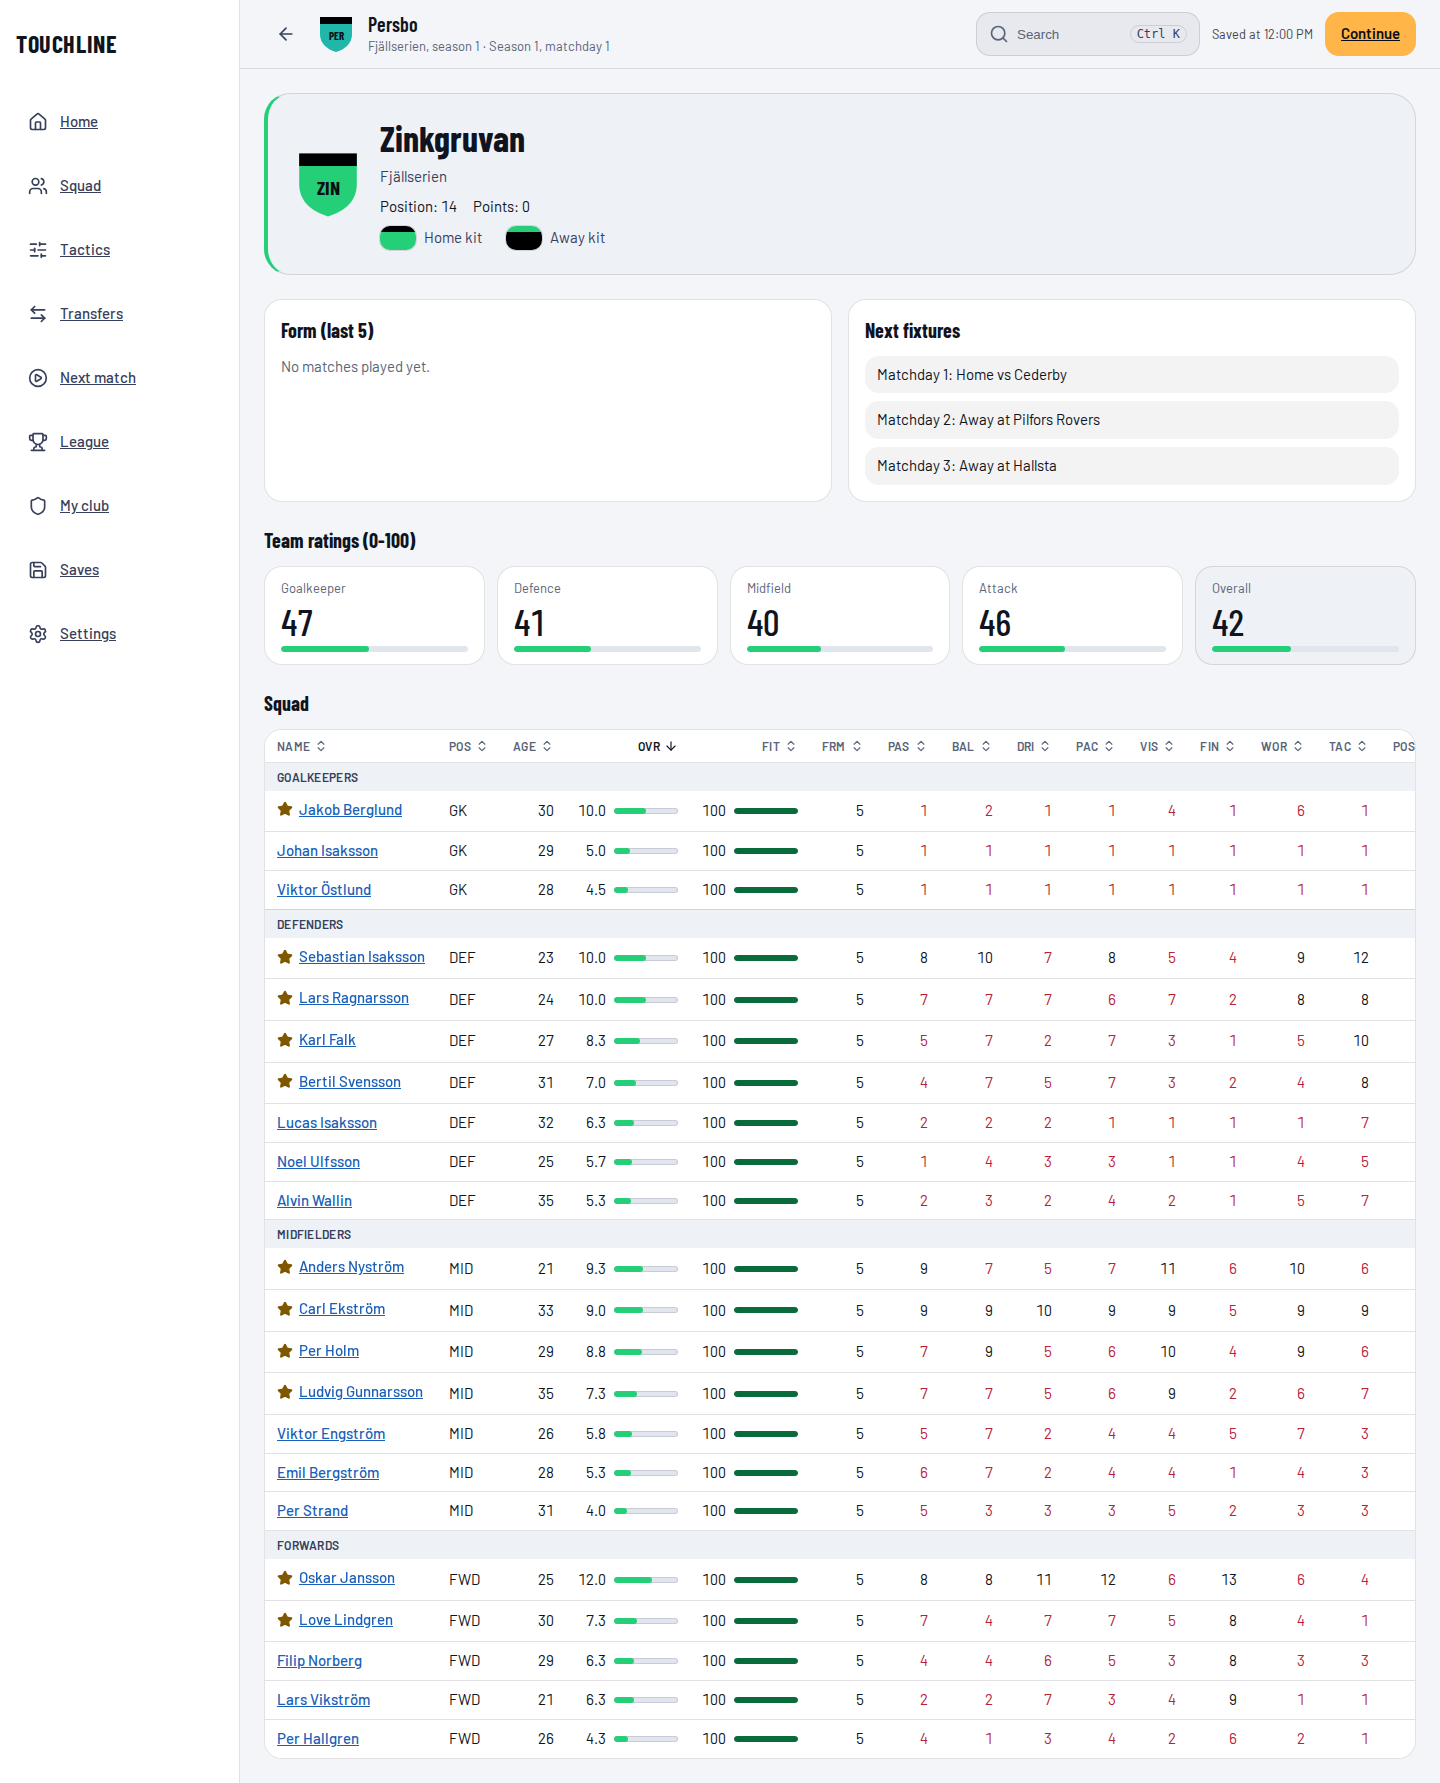 TOUCHLINE
Home
Squad
Tactics
Transfers
Next match
League
My club
Saves
Settings
PER
Persbo
Fjällserien, season 1 · Season 1, matchday 1
Search
Ctrl K
Saved at 12:00 PM
Continue
ZIN
Zinkgruvan
Fjällserien
Position: 14 Points: 0
Home kit Away kit
Form (last 5)
No matches played yet.
Next fixtures
Matchday 1: Home vs Cederby
Matchday 2: Away at Pilfors Rovers
Matchday 3: Away at Hallsta
Team ratings (0-100)
Goalkeeper
47
Defence
41
Midfield
40
Attack
46
Overall
42
Squad
NAME POS AGE OVR FIT FRM PAS BAL DRI PAC VIS FIN WOR TAC POS
GOALKEEPERS
Jakob Berglund GK 30 10.0 100 5 1 2 1 1 4 1 6 1
Johan Isaksson GK 29 5.0 100 5 1 1 1 1 1 1 1 1
Viktor Östlund GK 28 4.5 100 5 1 1 1 1 1 1 1 1
DEFENDERS
Sebastian Isaksson DEF 23 10.0 100 5 8 10 7 8 5 4 9 12
Lars Ragnarsson DEF 24 10.0 100 5 7 7 7 6 7 2 8 8
Karl Falk DEF 27 8.3 100 5 5 7 2 7 3 1 5 10
Bertil Svensson DEF 31 7.0 100 5 4 7 5 7 3 2 4 8
Lucas Isaksson DEF 32 6.3 100 5 2 2 2 1 1 1 1 7
Noel Ulfsson DEF 25 5.7 100 5 1 4 3 3 1 1 4 5
Alvin Wallin DEF 35 5.3 100 5 2 3 2 4 2 1 5 7
MIDFIELDERS
Anders Nyström MID 21 9.3 100 5 9 7 5 7 11 6 10 6
Carl Ekström MID 33 9.0 100 5 9 9 10 9 9 5 9 9
Per Holm MID 29 8.8 100 5 7 9 5 6 10 4 9 6
Ludvig Gunnarsson MID 35 7.3 100 5 7 7 5 6 9 2 6 7
Viktor Engström MID 26 5.8 100 5 5 7 2 4 4 5 7 3
Emil Bergström MID 28 5.3 100 5 6 7 2 4 4 1 4 3
Per Strand MID 31 4.0 100 5 5 3 3 3 5 2 3 3
FORWARDS
Oskar Jansson FWD 25 12.0 100 5 8 8 11 12 6 13 6 4
Love Lindgren FWD 30 7.3 100 5 7 4 7 7 5 8 4 1
Filip Norberg FWD 29 6.3 100 5 4 4 6 5 3 8 3 3
Lars Vikström FWD 21 6.3 100 5 2 2 7 3 4 9 1 1
Per Hallgren FWD 26 4.3 100 5 4 1 3 4 2 6 2 1